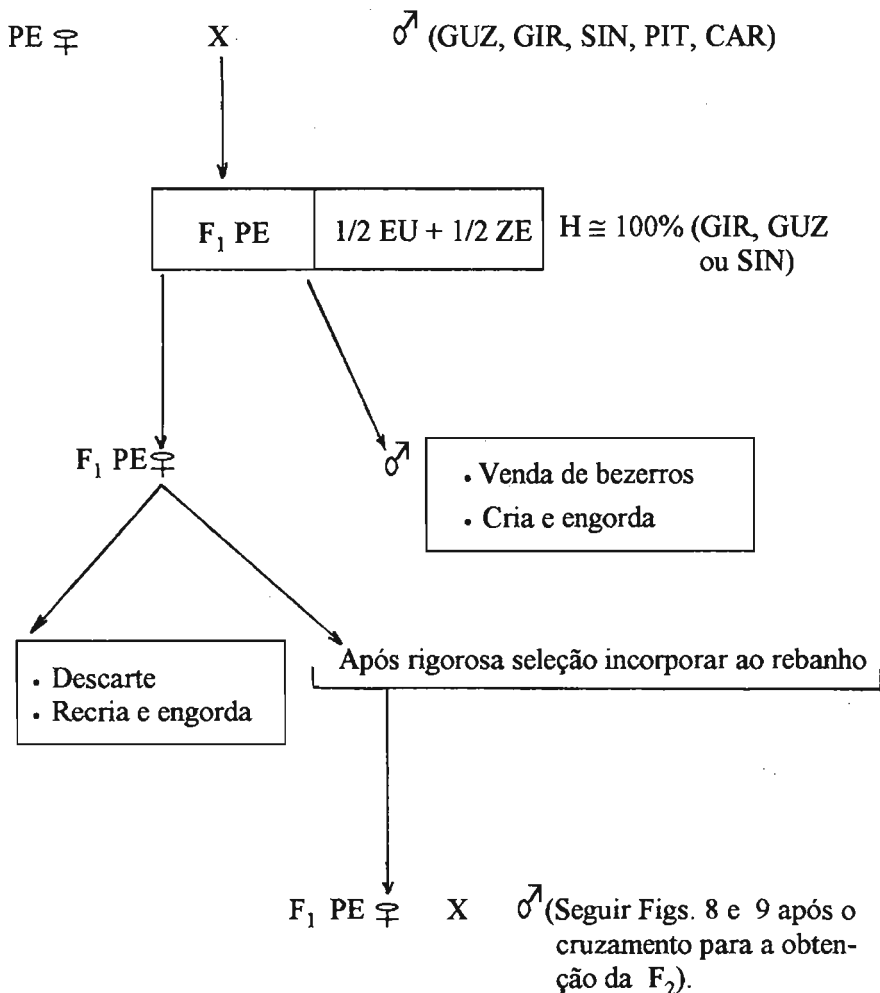 PE ♀ X ♂ (GUZ, GIR, SIN, PIT, CAR)
F₁ PE 1/2 EU + 1/2 ZE H ≅ 100% (GIR, GUZ
ou SIN)
F₁ PE ♀ ♂
• Venda de bezerros
• Cria e engorda
• Descarte
• Recria e engorda
Após rigorosa seleção incorporar ao rebanho
F₁ PE ♀ X ♂ (Seguir Figs. 8 e 9 após o
cruzamento para a obten-
ção da F₂).